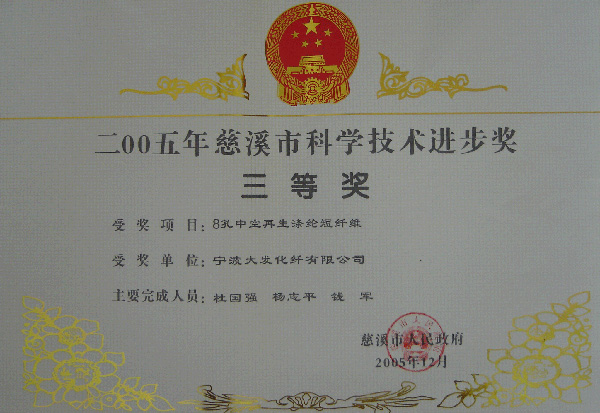 二00五年慈溪市科学技术进步奖
三等奖
受奖项目：8孔中空再生涤纶短纤维
受奖单位：宁波大发化纤有限公司
主要完成人员：杜国强 杨志平 钱军
慈溪市人民政府
2005年12月